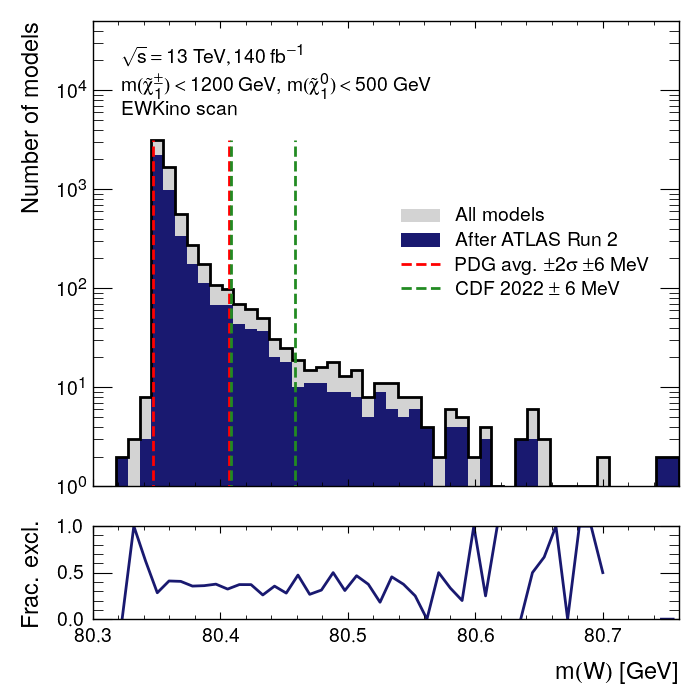 Number of models
√s = 13 TeV, 140 fb⁻¹
m(χ̃₁±) < 1200 GeV, m(χ̃₁⁰) < 500 GeV
EWKino scan
10⁴
10³
10²
10¹
10⁰
All models
After ATLAS Run 2
PDG avg. ±2σ ±6 MeV
CDF 2022 ± 6 MeV
Frac. excl.
1.0
0.5
0.0
80.3 80.4 80.5 80.6 80.7
m(W) [GeV]